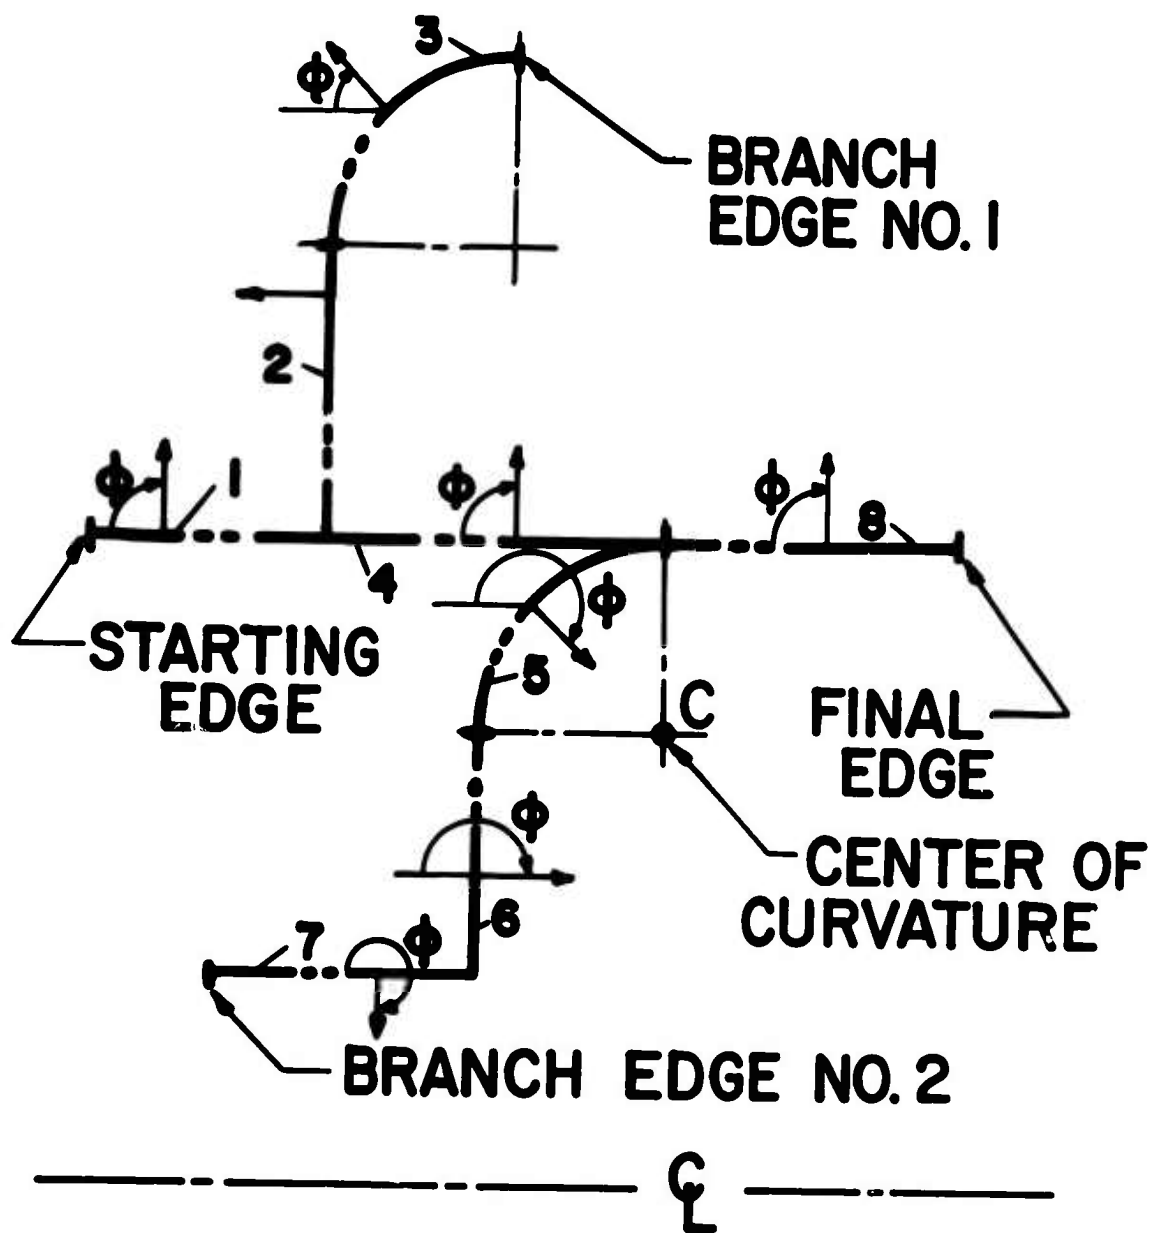 3
ϕ
BRANCH
EDGE NO. 1
2
ϕ
1
ϕ
ϕ
8
4
ϕ
STARTING
EDGE
5
C
FINAL
EDGE
ϕ
CENTER OF
CURVATURE
6
7
ϕ
BRANCH EDGE NO. 2
℄